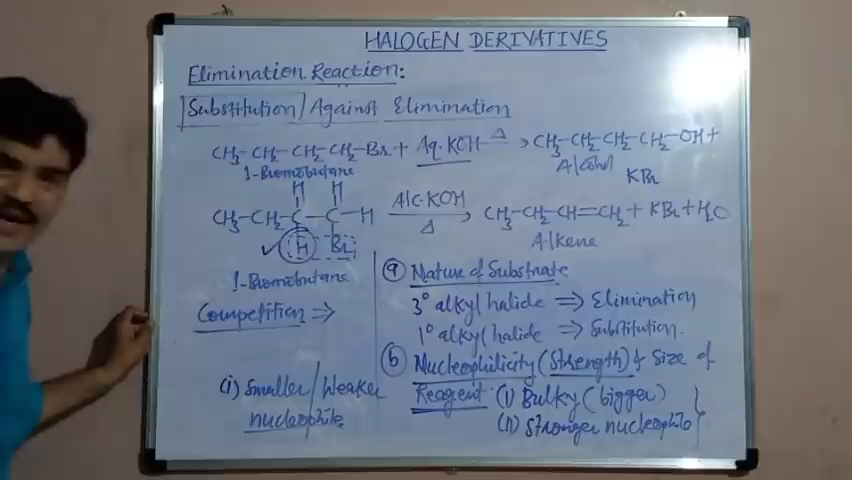 HALOGEN DERIVATIVES
Elimination Reaction:
Substitution Against Elimination
CH₃-CH₂-CH₂-CH₂-Br + Aq.KOH Δ → CH₃-CH₂-CH₂-CH₂-OH +
1-Bromobutane Alcohol KBr
H H
CH₃-CH₂-C-C-H Alc.KOH Δ → CH₃-CH₂-CH=CH₂ + KBr + H₂O
✓ H Br Alkene
1-Bromobutane
Competition ⇒
(i) Smaller/Weaker
nucleophile
(a) Nature of Substrate
3° alkyl halide ⇒ Elimination
1° alkyl halide ⇒ Substitution.
(b) Nucleophilicity (Strength) & Size of
Reagent. (i) Bulky (bigger)
(ii) Stronger nucleophile